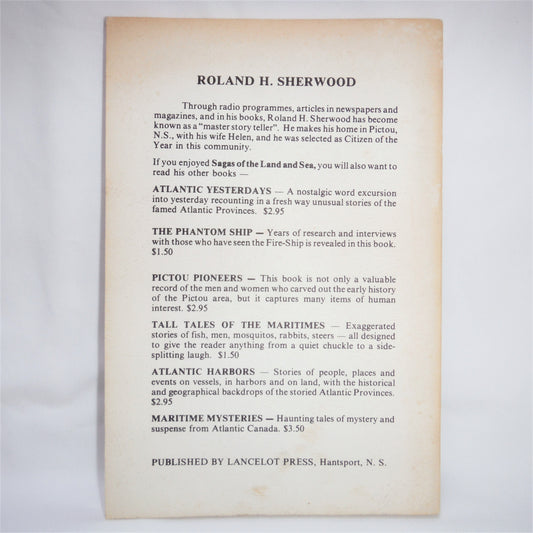 ROLAND H. SHERWOOD
Through radio programmes, articles in newspapers and
magazines, and in his books, Roland H. Sherwood has become
known as a "master story teller". He makes his home in Pictou,
N.S., with his wife Helen, and he was selected as Citizen of the
Year in this community.
If you enjoyed Sagas of the Land and Sea, you will also want to
read his other books —
ATLANTIC YESTERDAYS — A nostalgic word excursion
into yesterday recounting in a fresh way unusual stories of the
famed Atlantic Provinces. $2.95
THE PHANTOM SHIP — Years of research and interviews
with those who have seen the Fire-Ship is revealed in this book.
$1.50
PICTOU PIONEERS — This book is not only a valuable
record of the men and women who carved out the early history
of the Pictou area, but it captures many items of human
interest. $2.95
TALL TALES OF THE MARITIMES — Exaggerated
stories of fish, men, mosquitos, rabbits, steers — all designed
to give the reader anything from a quiet chuckle to a side-
splitting laugh. $1.50
ATLANTIC HARBORS — Stories of people, places and
events on vessels, in harbors and on land, with the historical
and geographical backdrops of the storied Atlantic Provinces.
$2.95
MARITIME MYSTERIES — Haunting tales of mystery and
suspense from Atlantic Canada. $3.50
PUBLISHED BY LANCELOT PRESS, Hantsport, N. S.